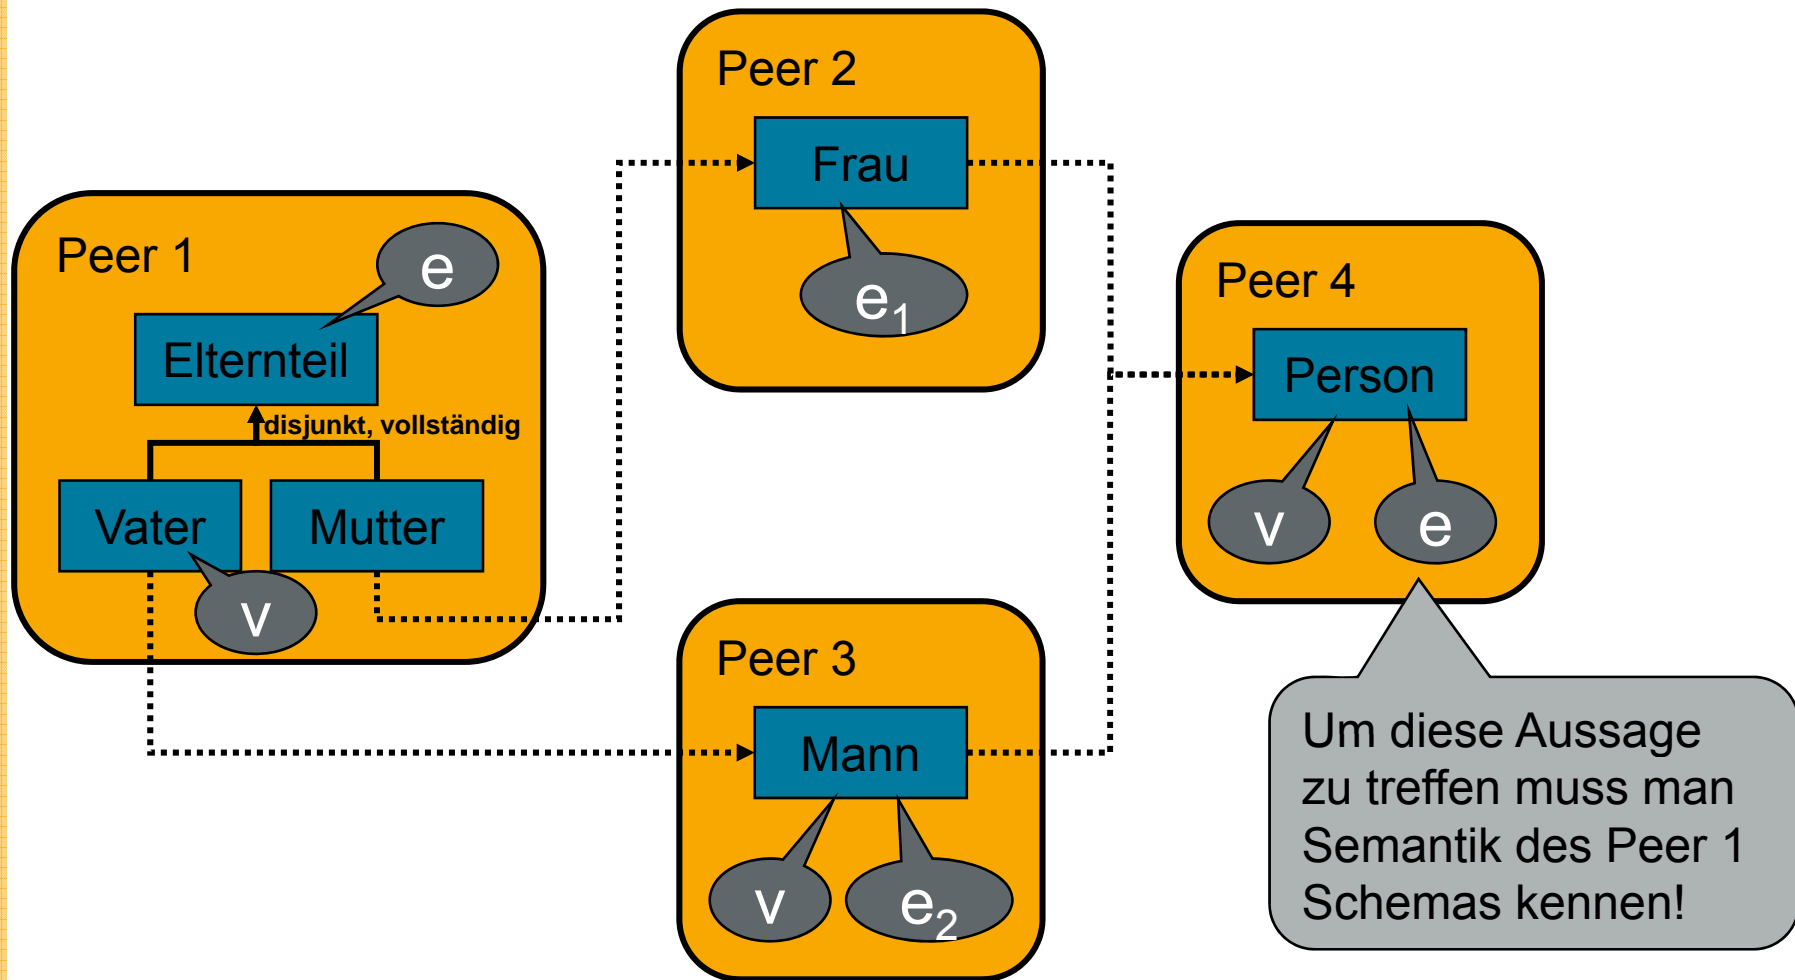 Peer 1
e
Elternteil
disjunkt, vollständig
Vater
Mutter
v
Peer 2
Frau
e₁
Peer 3
Mann
v
e₂
Peer 4
Person
v
e
Um diese Aussage
zu treffen muss man
Semantik des Peer 1
Schemas kennen!